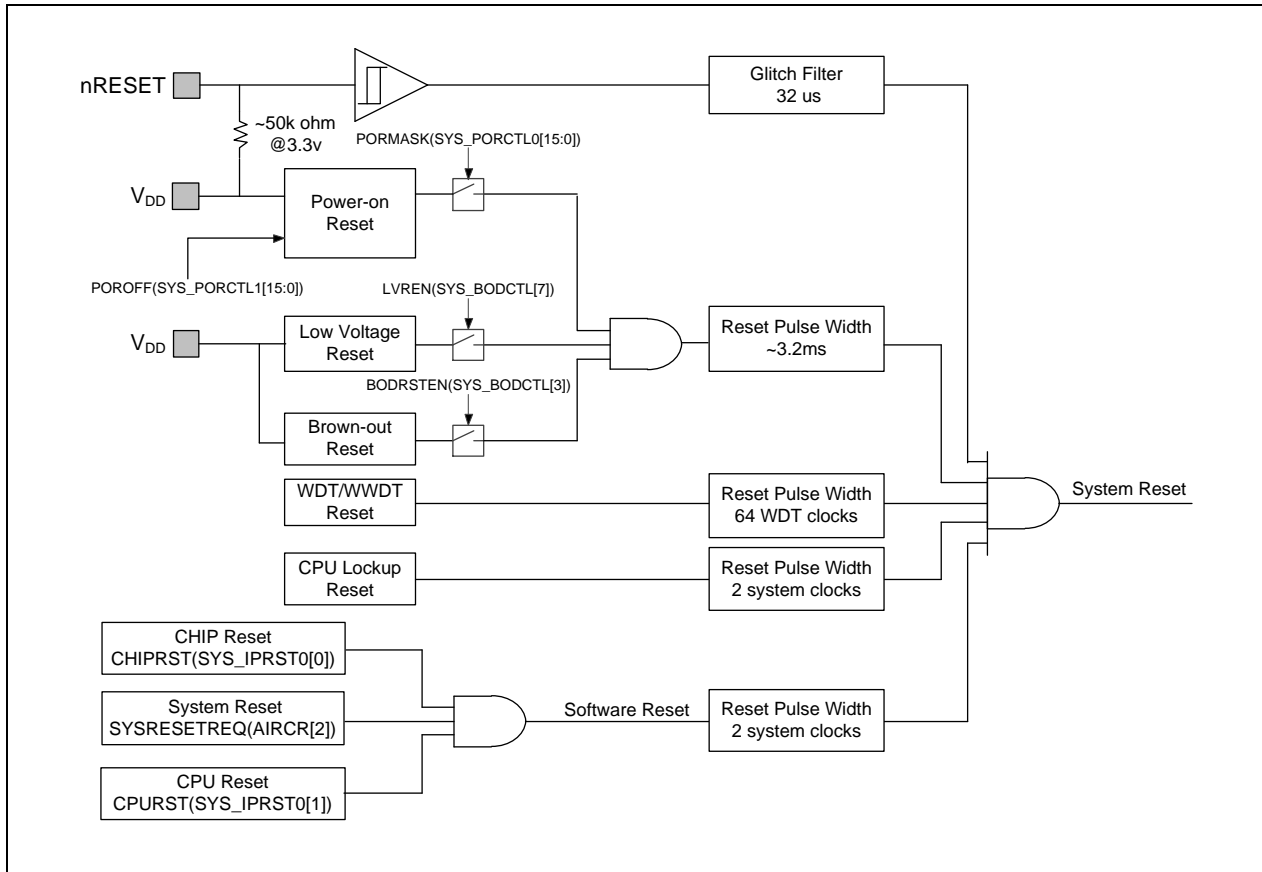 nRESET
~50k ohm
@3.3v
Glitch Filter
32 us
PORMASK(SYS_PORCTL0[15:0])
VDD
Power-on
Reset
POROFF(SYS_PORCTL1[15:0])
LVREN(SYS_BODCTL[7])
VDD
Low Voltage
Reset
Reset Pulse Width
~3.2ms
BODRSTEN(SYS_BODCTL[3])
Brown-out
Reset
WDT/WWDT
Reset
Reset Pulse Width
64 WDT clocks
System Reset
CPU Lockup
Reset
Reset Pulse Width
2 system clocks
CHIP Reset
CHIPRST(SYS_IPRST0[0])
System Reset
SYSRESETREQ(AIRCR[2])
Software Reset
Reset Pulse Width
2 system clocks
CPU Reset
CPURST(SYS_IPRST0[1])